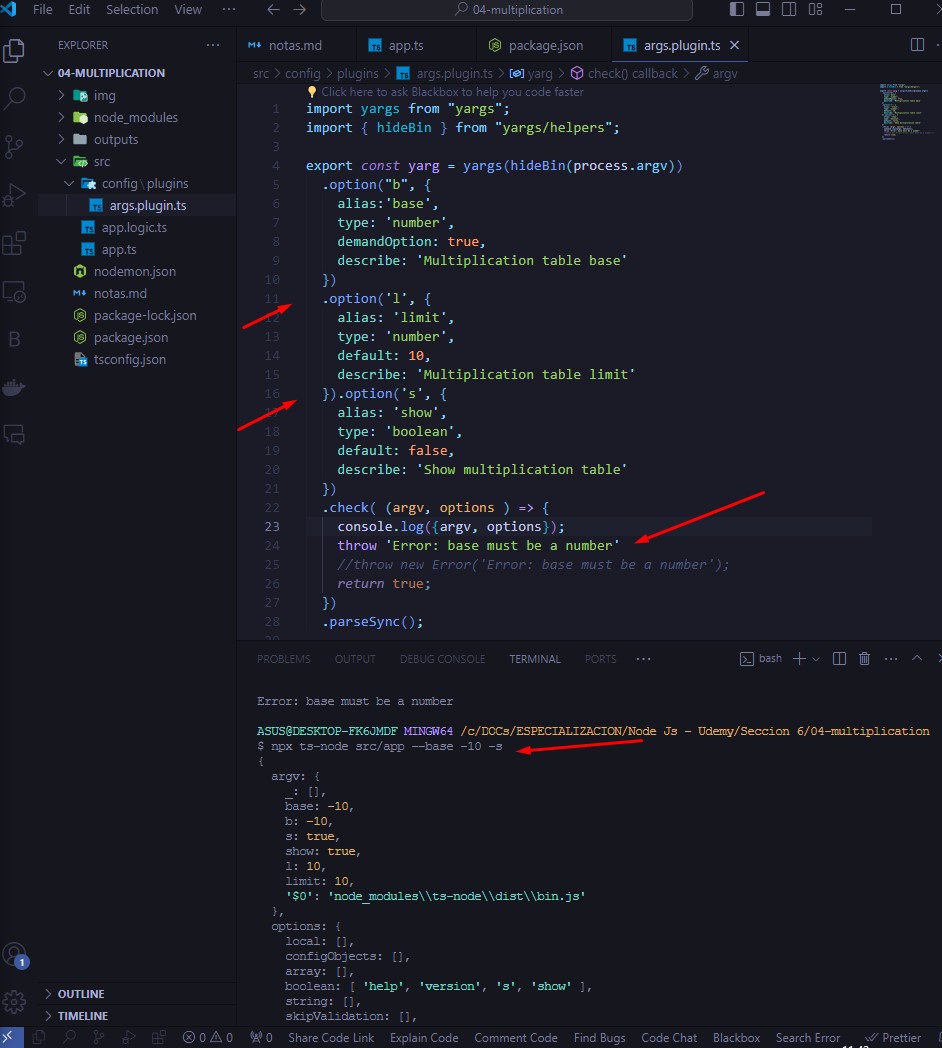 File Edit Selection View ··· 04-multiplication
EXPLORER ···
04-MULTIPLICATION
img
node_modules
outputs
src
config \ plugins
TS args.plugin.ts
TS app.logic.ts
TS app.ts
nodemon.json
M↓ notas.md
JS package-lock.json
JS package.json
TS tsconfig.json
B
1
OUTLINE
TIMELINE
M↓ notas.md TS app.ts JS package.json TS args.plugin.ts
src > config > plugins > TS args.plugin.ts > yarg > check() callback > argv
Click here to ask Blackbox to help you code faster
1 import yargs from "yargs";
2 import { hideBin } from "yargs/helpers";
3
4 export const yarg = yargs(hideBin(process.argv))
5 .option("b", {
6 alias:'base',
7 type: 'number',
8 demandOption: true,
9 describe: 'Multiplication table base'
10 })
11 .option('l', {
12 alias: 'limit',
13 type: 'number',
14 default: 10,
15 describe: 'Multiplication table limit'
16 }).option('s', {
17 alias: 'show',
18 type: 'boolean',
19 default: false,
20 describe: 'Show multiplication table'
21 })
22 .check( (argv, options ) => {
23 console.log({argv, options});
24 throw 'Error: base must be a number'
25 //throw new Error('Error: base must be a number');
26 return true;
27 })
28 .parseSync();
29
PROBLEMS OUTPUT DEBUG CONSOLE TERMINAL PORTS ··· bash
Error: base must be a number
ASUS@DESKTOP-FK6JMDF MINGW64 /c/DOCs/ESPECIALIZACION/Node Js - Udemy/Seccion 6/04-multiplication
$ npx ts-node src/app --base -10 -s
{
argv: {
_: [],
base: -10,
b: -10,
s: true,
show: true,
l: 10,
limit: 10,
'$0': 'node_modules\\ts-node\\dist\\bin.js'
},
options: {
local: [],
configObjects: [],
array: [],
boolean: [ 'help', 'version', 's', 'show' ],
string: [],
skipValidation: [],
0 0 0 Share Code Link Explain Code Comment Code Find Bugs Code Chat Blackbox Search Error Prettier